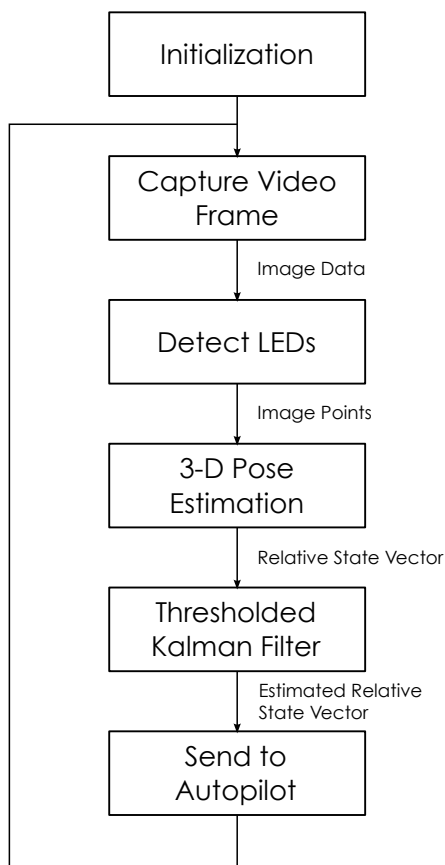 Initialization
Capture Video
Frame
Image Data
Detect LEDs
Image Points
3-D Pose
Estimation
Relative State Vector
Thresholded
Kalman Filter
Estimated Relative
State Vector
Send to
Autopilot